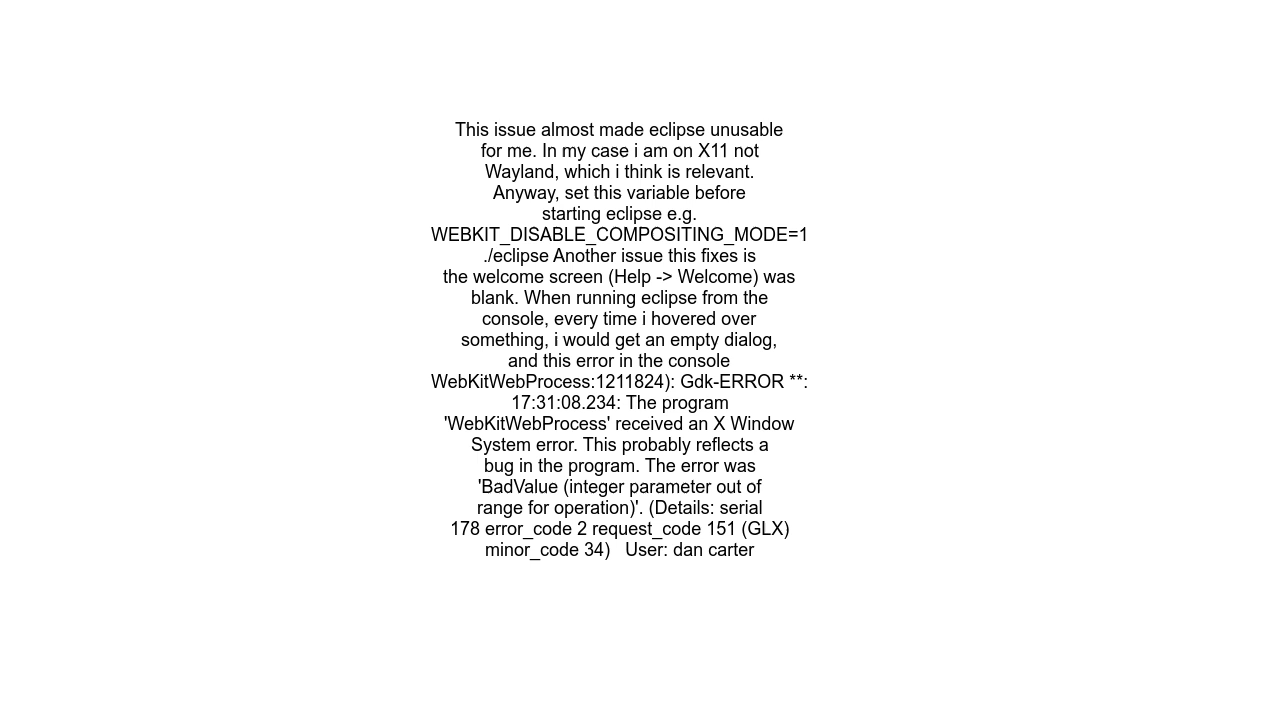 This issue almost made eclipse unusable
for me. In my case i am on X11 not
Wayland, which i think is relevant.
Anyway, set this variable before
starting eclipse e.g.
WEBKIT_DISABLE_COMPOSITING_MODE=1
./eclipse Another issue this fixes is
the welcome screen (Help -> Welcome) was
blank. When running eclipse from the
console, every time i hovered over
something, i would get an empty dialog,
and this error in the console
WebKitWebProcess:1211824): Gdk-ERROR **:
17:31:08.234: The program
'WebKitWebProcess' received an X Window
System error. This probably reflects a
bug in the program. The error was
'BadValue (integer parameter out of
range for operation)'. (Details: serial
178 error_code 2 request_code 151 (GLX)
minor_code 34)   User: dan carter